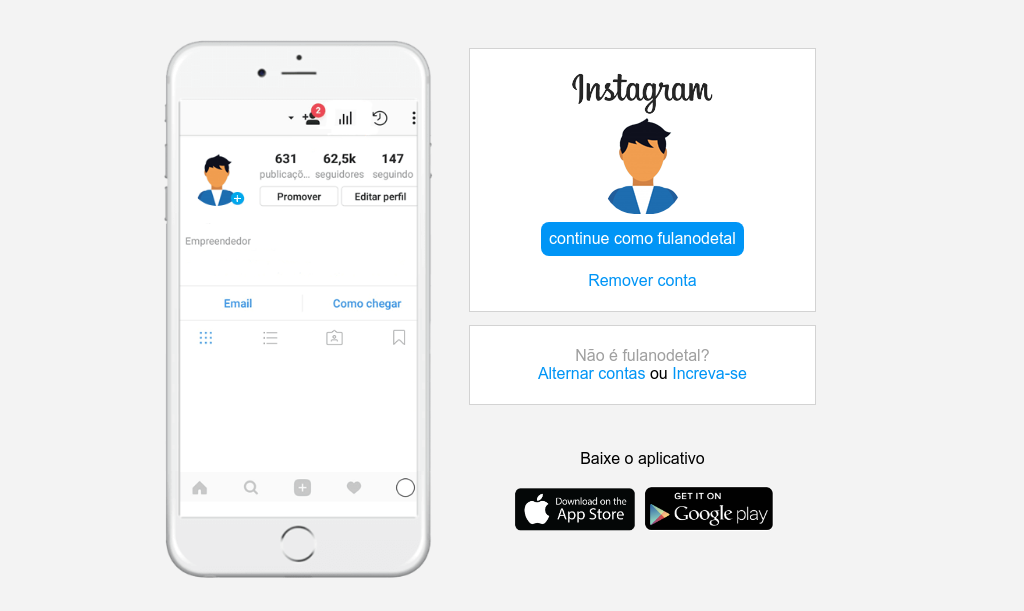 2
631 62,5k 147
publicaçõ... seguidores seguindo
Promover Editar perfil
Empreendedor
Email Como chegar
Instagram
continue como fulanodetal
Remover conta
Não é fulanodetal?
Alternar contas ou Increva-se
Baixe o aplicativo
Download on the
App Store
GET IT ON
Google play